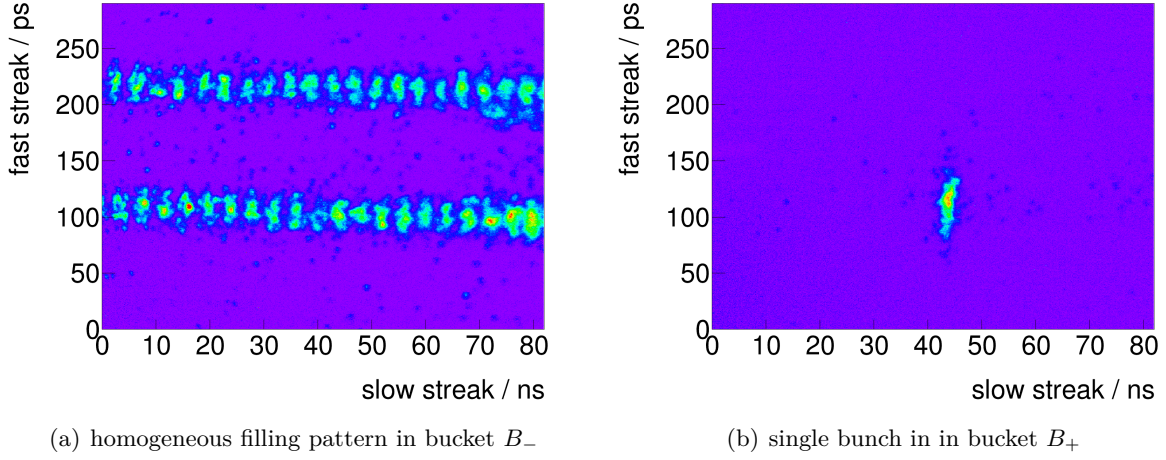 fast streak / ps
250
200
150
100
50
0
0 10 20 30 40 50 60 70 80
slow streak / ns
(a) homogeneous filling pattern in bucket B₋
fast streak / ps
250
200
150
100
50
0
0 10 20 30 40 50 60 70 80
slow streak / ns
(b) single bunch in in bucket B₊